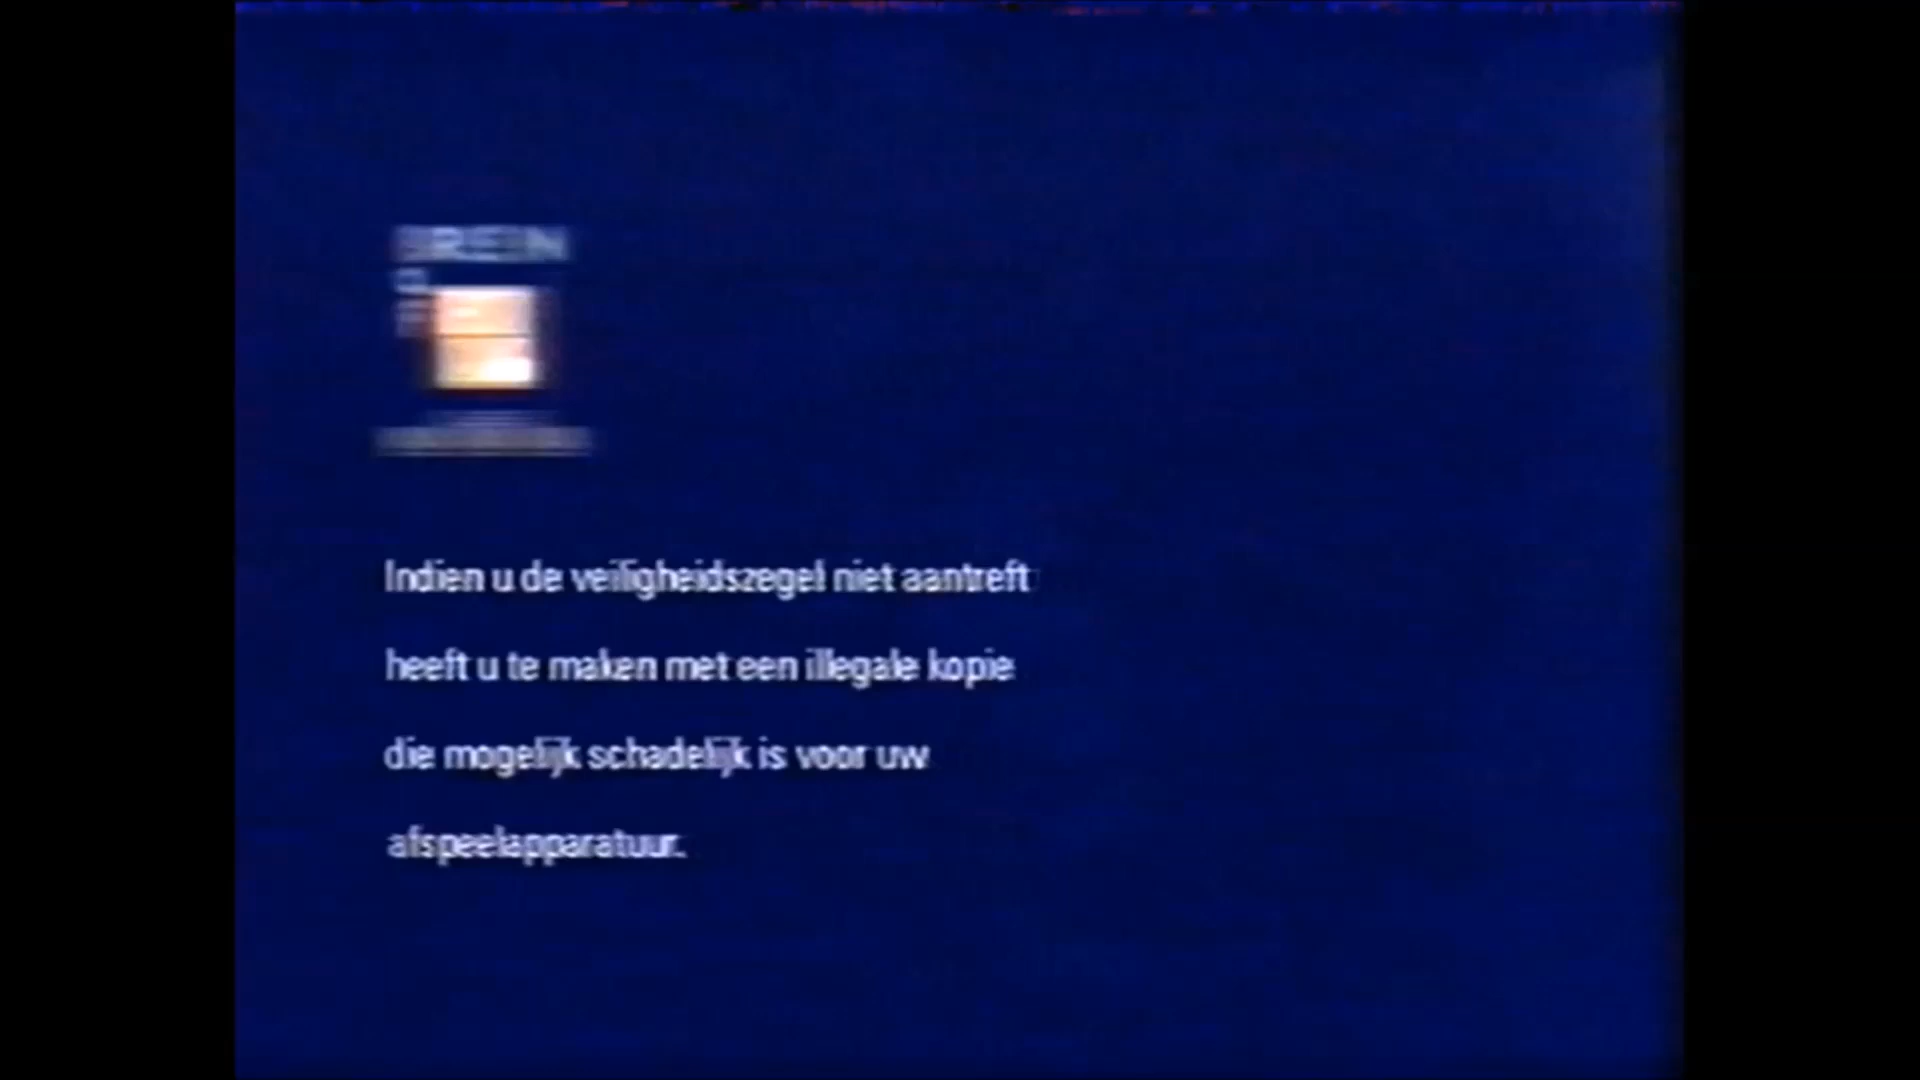 BREIN
Indien u de veiligheidszegel niet aantreft
heeft u te maken met een illegale kopie
die mogelijk schadelijk is voor uw
afspeelapparatuur.